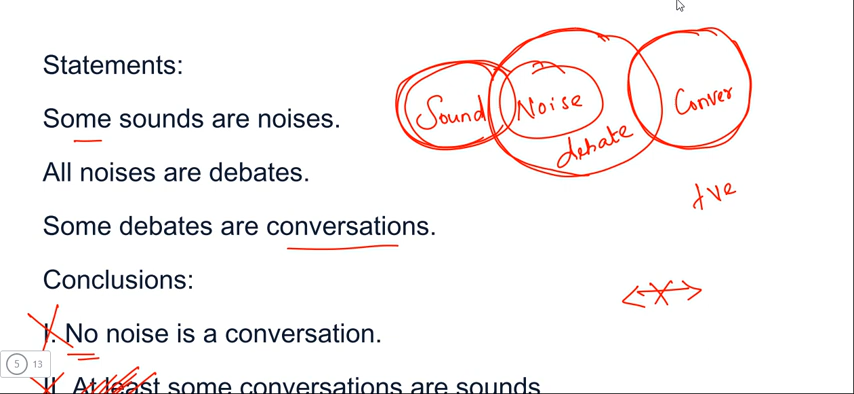 Statements:
Some sounds are noises.
All noises are debates.
Some debates are conversations.
Conclusions:
I. No noise is a conversation.
II. At least some conversations are sounds
Sound
Noise
debate
Conver
+ve
5
13